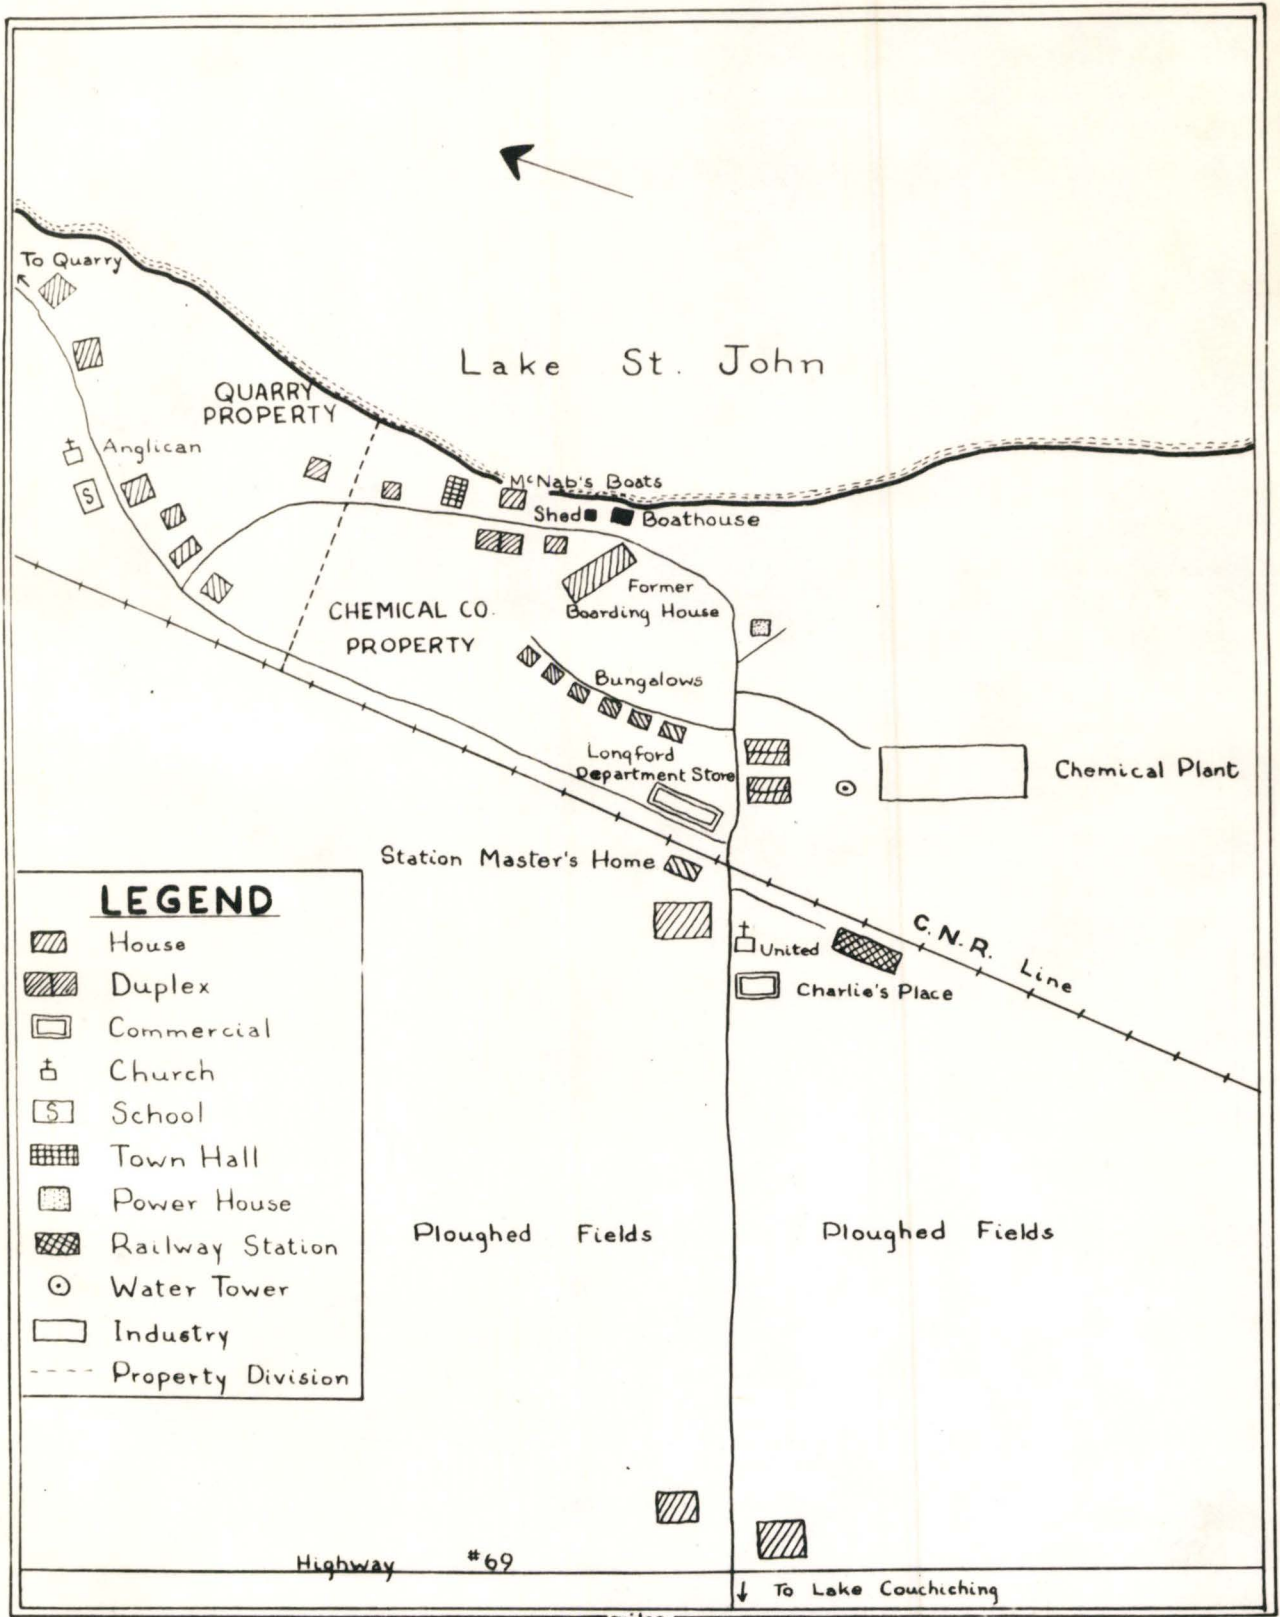 To Quarry
Lake St. John
QUARRY
PROPERTY
Anglican
S
McNab's Boats
Shed
Boathouse
Former
Boarding House
CHEMICAL CO.
PROPERTY
Bungalows
Longford
Department Store
Chemical Plant
Station Master's Home
C.N.R. Line
United
Charlie's Place
LEGEND
House
Duplex
Commercial
Church
S School
Town Hall
Power House
Railway Station
Water Tower
Industry
Property Division
Ploughed Fields
Ploughed Fields
Highway #69
To Lake Couchiching